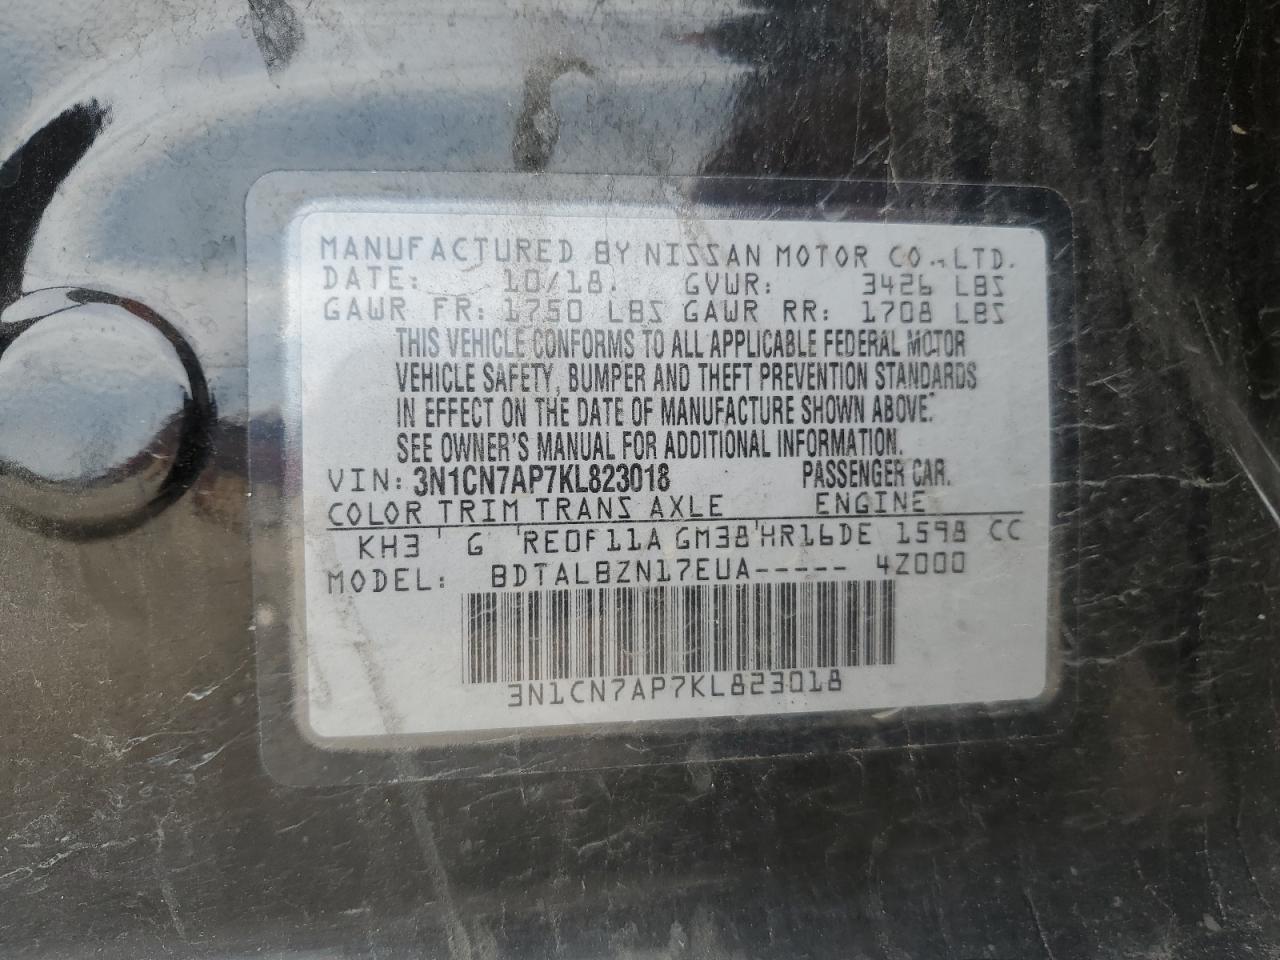 MANUFACTURED BY NISSAN MOTOR CO.,LTD.
DATE: 10/18. GVWR: 3426 LBS
GAWR FR: 1750 LBS GAWR RR: 1708 LBS
THIS VEHICLE CONFORMS TO ALL APPLICABLE FEDERAL MOTOR
VEHICLE SAFETY, BUMPER AND THEFT PREVENTION STANDARDS
IN EFFECT ON THE DATE OF MANUFACTURE SHOWN ABOVE.
SEE OWNER'S MANUAL FOR ADDITIONAL INFORMATION.
VIN: 3N1CN7AP7KL823018 PASSENGER CAR.
COLOR TRIM TRANS AXLE ENGINE
KH3 G RE0F11A GM38 HR16DE 1598 CC
MODEL: BDTALBZN17EUA----- 4Z000
3N1CN7AP7KL823018